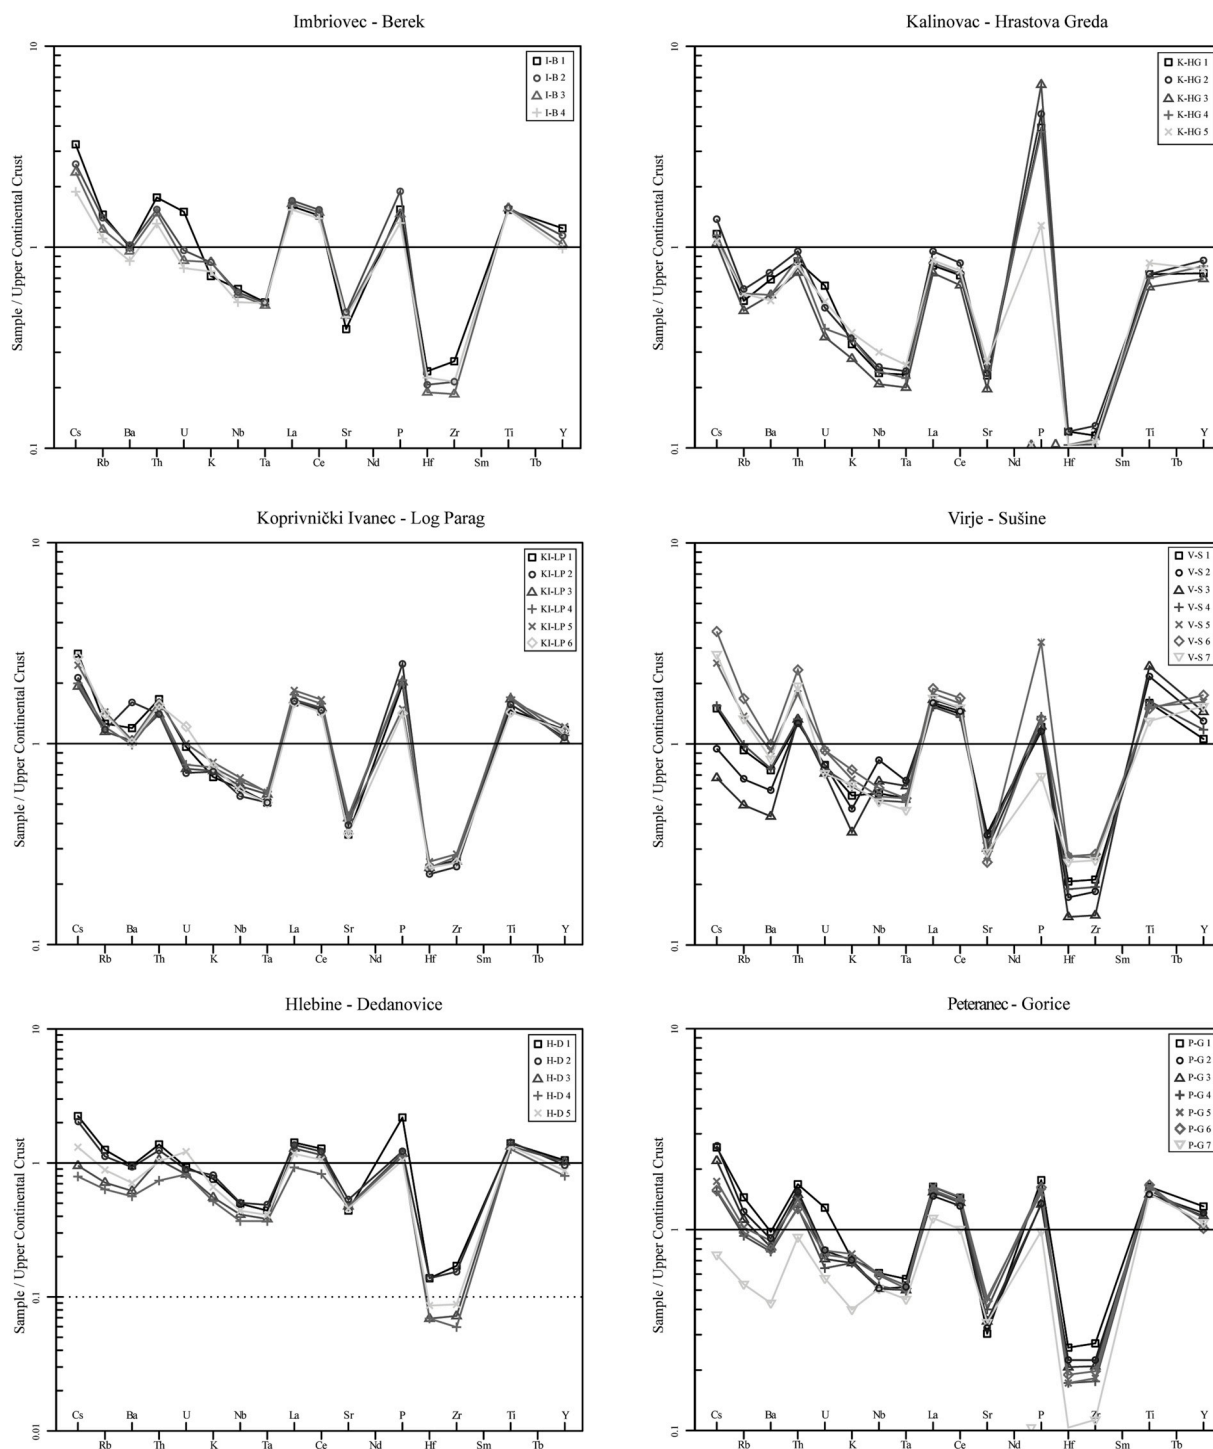 Imbriovec - Berek
Sample / Upper Continental Crust
10
1
0.1
I-B 1
I-B 2
I-B 3
I-B 4
Cs Ba U Nb La Sr P Zr Ti Y
Rb Th K Ta Ce Nd Hf Sm Tb
Kalinovac - Hrastova Greda
Sample / Upper Continental Crust
10
1
0.1
K-HG 1
K-HG 2
K-HG 3
K-HG 4
K-HG 5
Cs Ba U Nb La Sr P Zr Ti Y
Rb Th K Ta Ce Nd Hf Sm Tb
Koprivnički Ivanec - Log Parag
Sample / Upper Continental Crust
10
1
0.1
KI-LP 1
KI-LP 2
KI-LP 3
KI-LP 4
KI-LP 5
KI-LP 6
Cs Ba U Nb La Sr P Zr Ti Y
Rb Th K Ta Ce Nd Hf Sm Tb
Virje - Sušine
Sample / Upper Continental Crust
10
1
0.1
V-S 1
V-S 2
V-S 3
V-S 4
V-S 5
V-S 6
V-S 7
Cs Ba U Nb La Sr P Zr Ti Y
Rb Th K Ta Ce Nd Hf Sm Tb
Hlebine - Dedanovice
Sample / Upper Continental Crust
10
1
0.1
0.01
H-D 1
H-D 2
H-D 3
H-D 4
H-D 5
Cs Ba U Nb La Sr P Zr Ti Y
Rb Th K Ta Ce Nd Hf Sm Tb
Peteranec - Gorice
Sample / Upper Continental Crust
10
1
0.1
P-G 1
P-G 2
P-G 3
P-G 4
P-G 5
P-G 6
P-G 7
Cs Ba U Nb La Sr P Zr Ti Y
Rb Th K Ta Ce Nd Hf Sm Tb